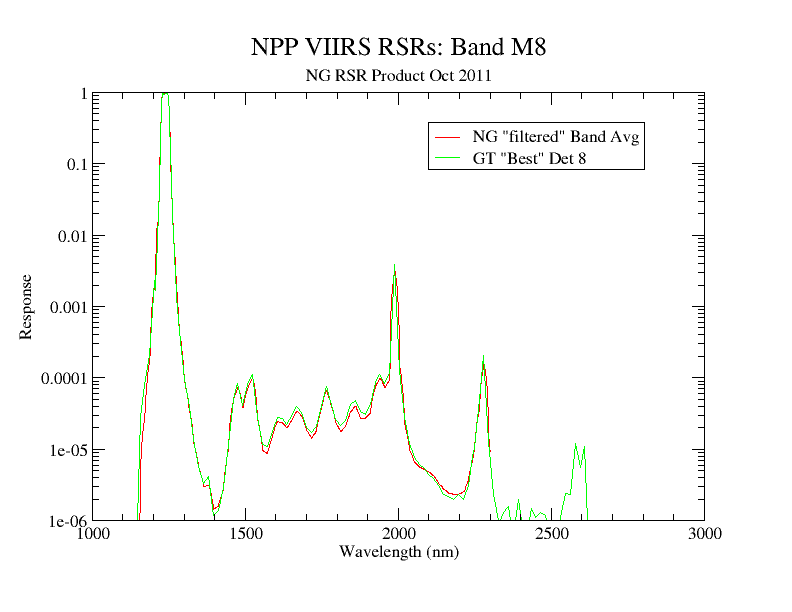 NPP VIIRS RSRs: Band M8
NG RSR Product Oct 2011
1
0.1
0.01
0.001
0.0001
1e-05
1e-06
Response
NG "filtered" Band Avg
GT "Best" Det 8
1000 1500 2000 2500 3000
Wavelength (nm)